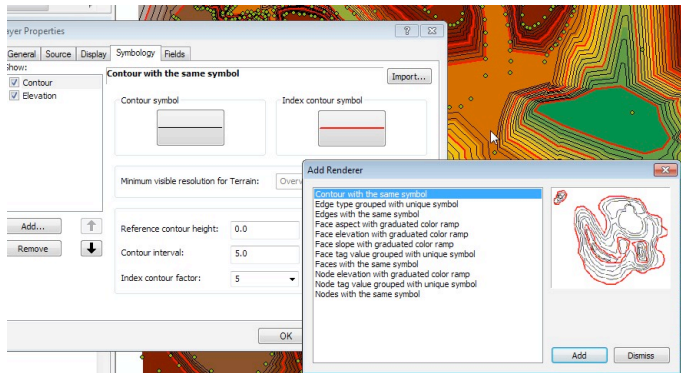 ayer Properties
General Source Display Symbology Fields
Show:
Contour
Elevation
Contour with the same symbol
Import...
Contour symbol
Index contour symbol
Minimum visible resolution for Terrain:
Overv
Add...
Remove
Reference contour height: 0.0
Contour interval: 5.0
Index contour factor: 5
OK
Add Renderer
Contour with the same symbol
Edge type grouped with unique symbol
Edges with the same symbol
Face aspect with graduated color ramp
Face elevation with graduated color ramp
Face slope with graduated color ramp
Face tag value grouped with unique symbol
Faces with the same symbol
Node elevation with graduated color ramp
Node tag value grouped with unique symbol
Nodes with the same symbol
Add Dismiss